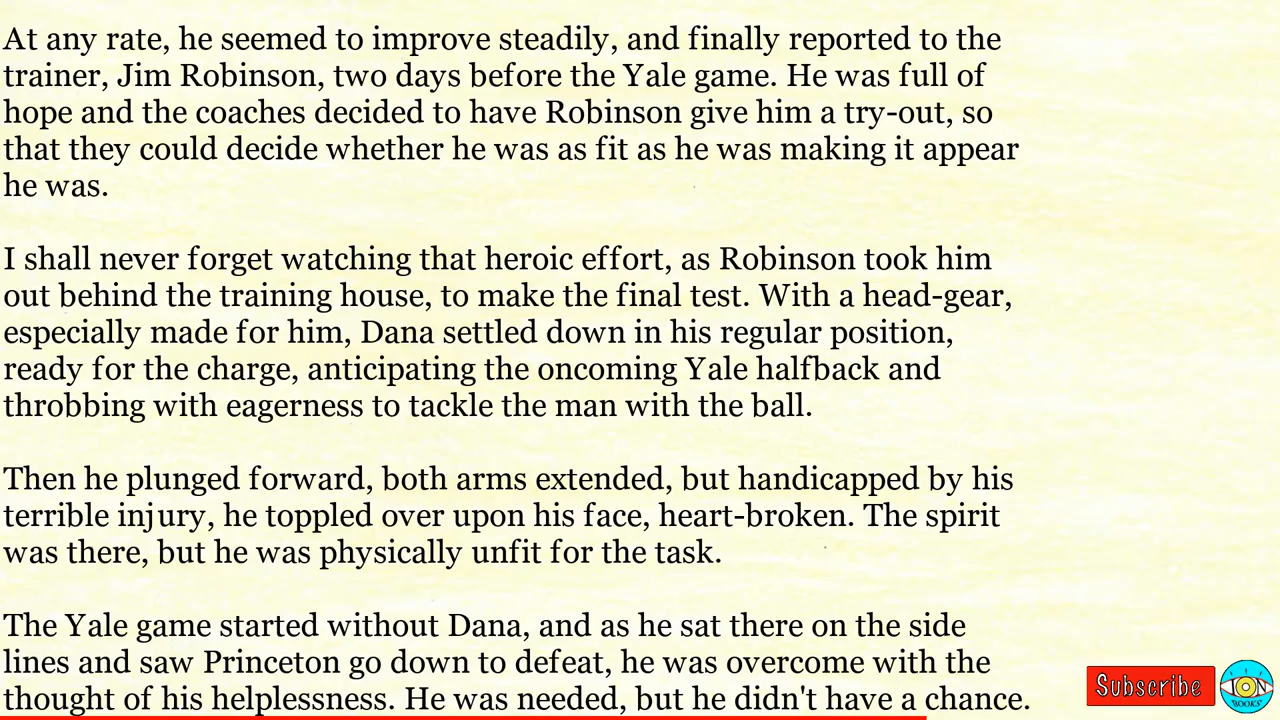 At any rate, he seemed to improve steadily, and finally reported to the
trainer, Jim Robinson, two days before the Yale game. He was full of
hope and the coaches decided to have Robinson give him a try-out, so
that they could decide whether he was as fit as he was making it appear
he was.
I shall never forget watching that heroic effort, as Robinson took him
out behind the training house, to make the final test. With a head-gear,
especially made for him, Dana settled down in his regular position,
ready for the charge, anticipating the oncoming Yale halfback and
throbbing with eagerness to tackle the man with the ball.
Then he plunged forward, both arms extended, but handicapped by his
terrible injury, he toppled over upon his face, heart-broken. The spirit
was there, but he was physically unfit for the task.
The Yale game started without Dana, and as he sat there on the side
lines and saw Princeton go down to defeat, he was overcome with the
thought of his helplessness. He was needed, but he didn't have a chance.
Subscribe
ION
BOOKS